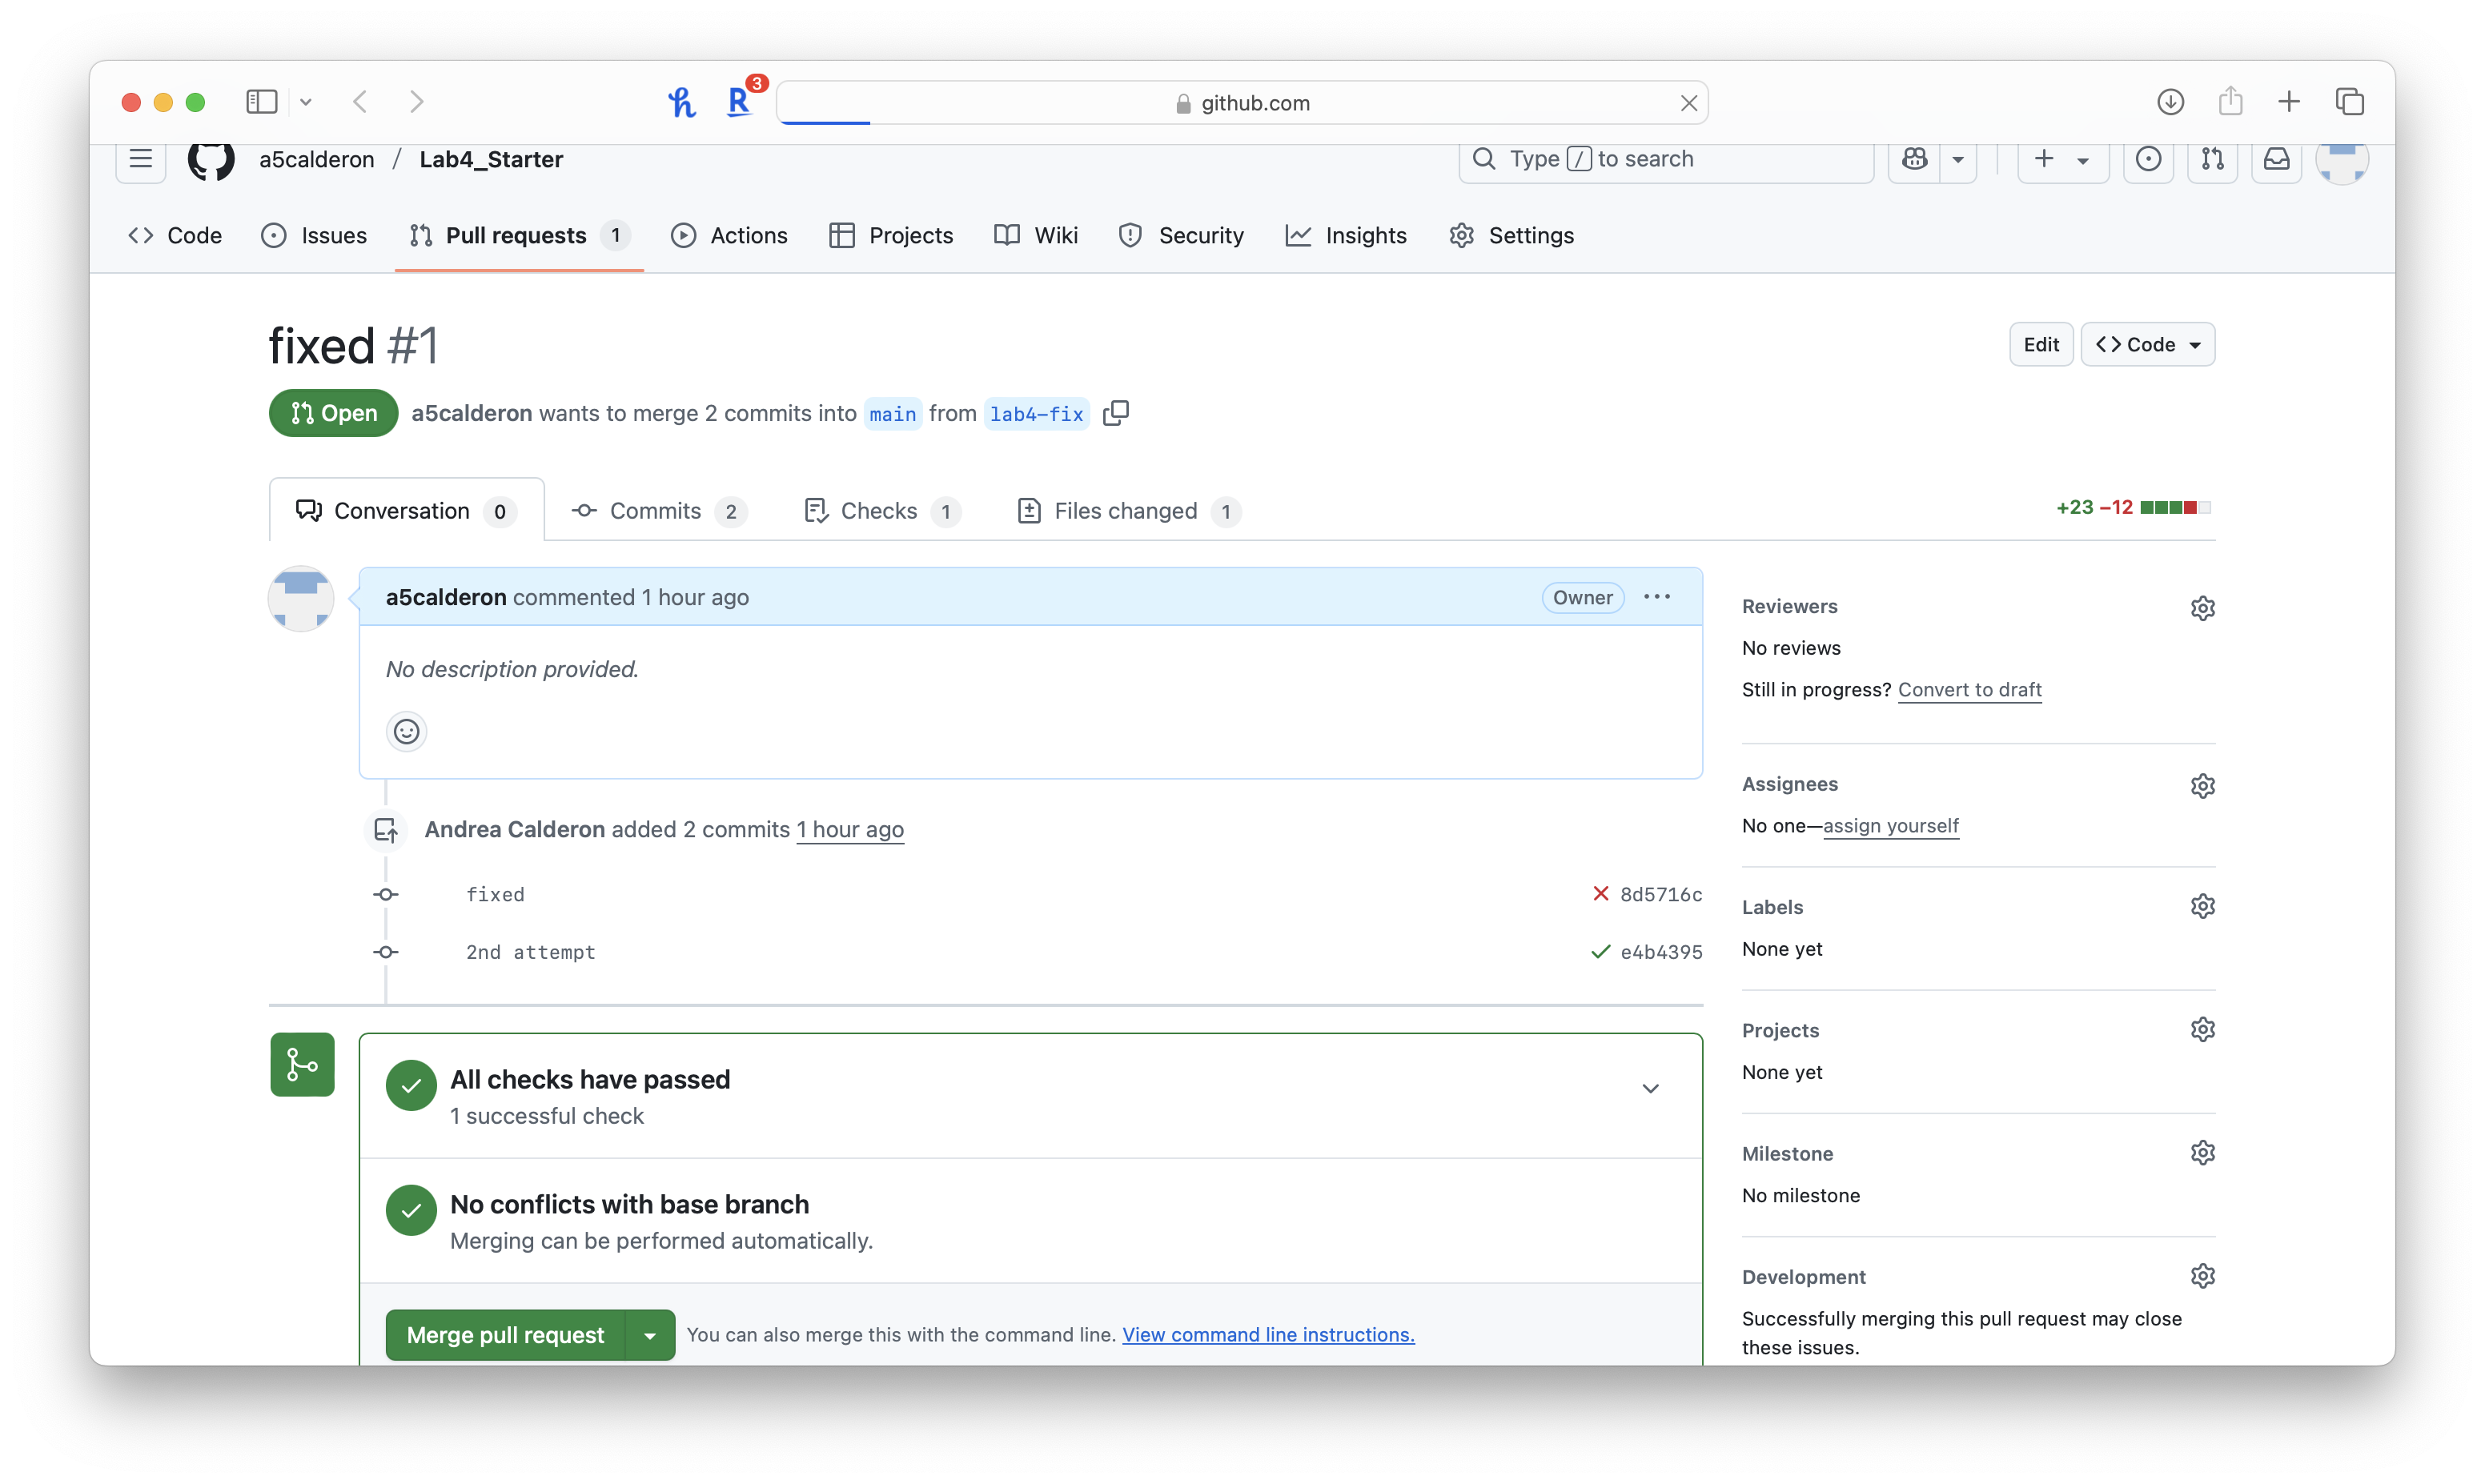 3
github.com
a5calderon / Lab4_Starter
Type / to search
Code Issues Pull requests 1 Actions Projects Wiki Security Insights Settings
fixed #1
Edit
Code
Open a5calderon wants to merge 2 commits into main from lab4-fix
Conversation 0 Commits 2 Checks 1 Files changed 1
+23 −12
a5calderon commented 1 hour ago
Owner
No description provided.
Andrea Calderon added 2 commits 1 hour ago
fixed 8d5716c
2nd attempt e4b4395
All checks have passed
1 successful check
No conflicts with base branch
Merging can be performed automatically.
Merge pull request You can also merge this with the command line. View command line instructions.
Reviewers
No reviews
Still in progress? Convert to draft
Assignees
No one—assign yourself
Labels
None yet
Projects
None yet
Milestone
No milestone
Development
Successfully merging this pull request may close
these issues.